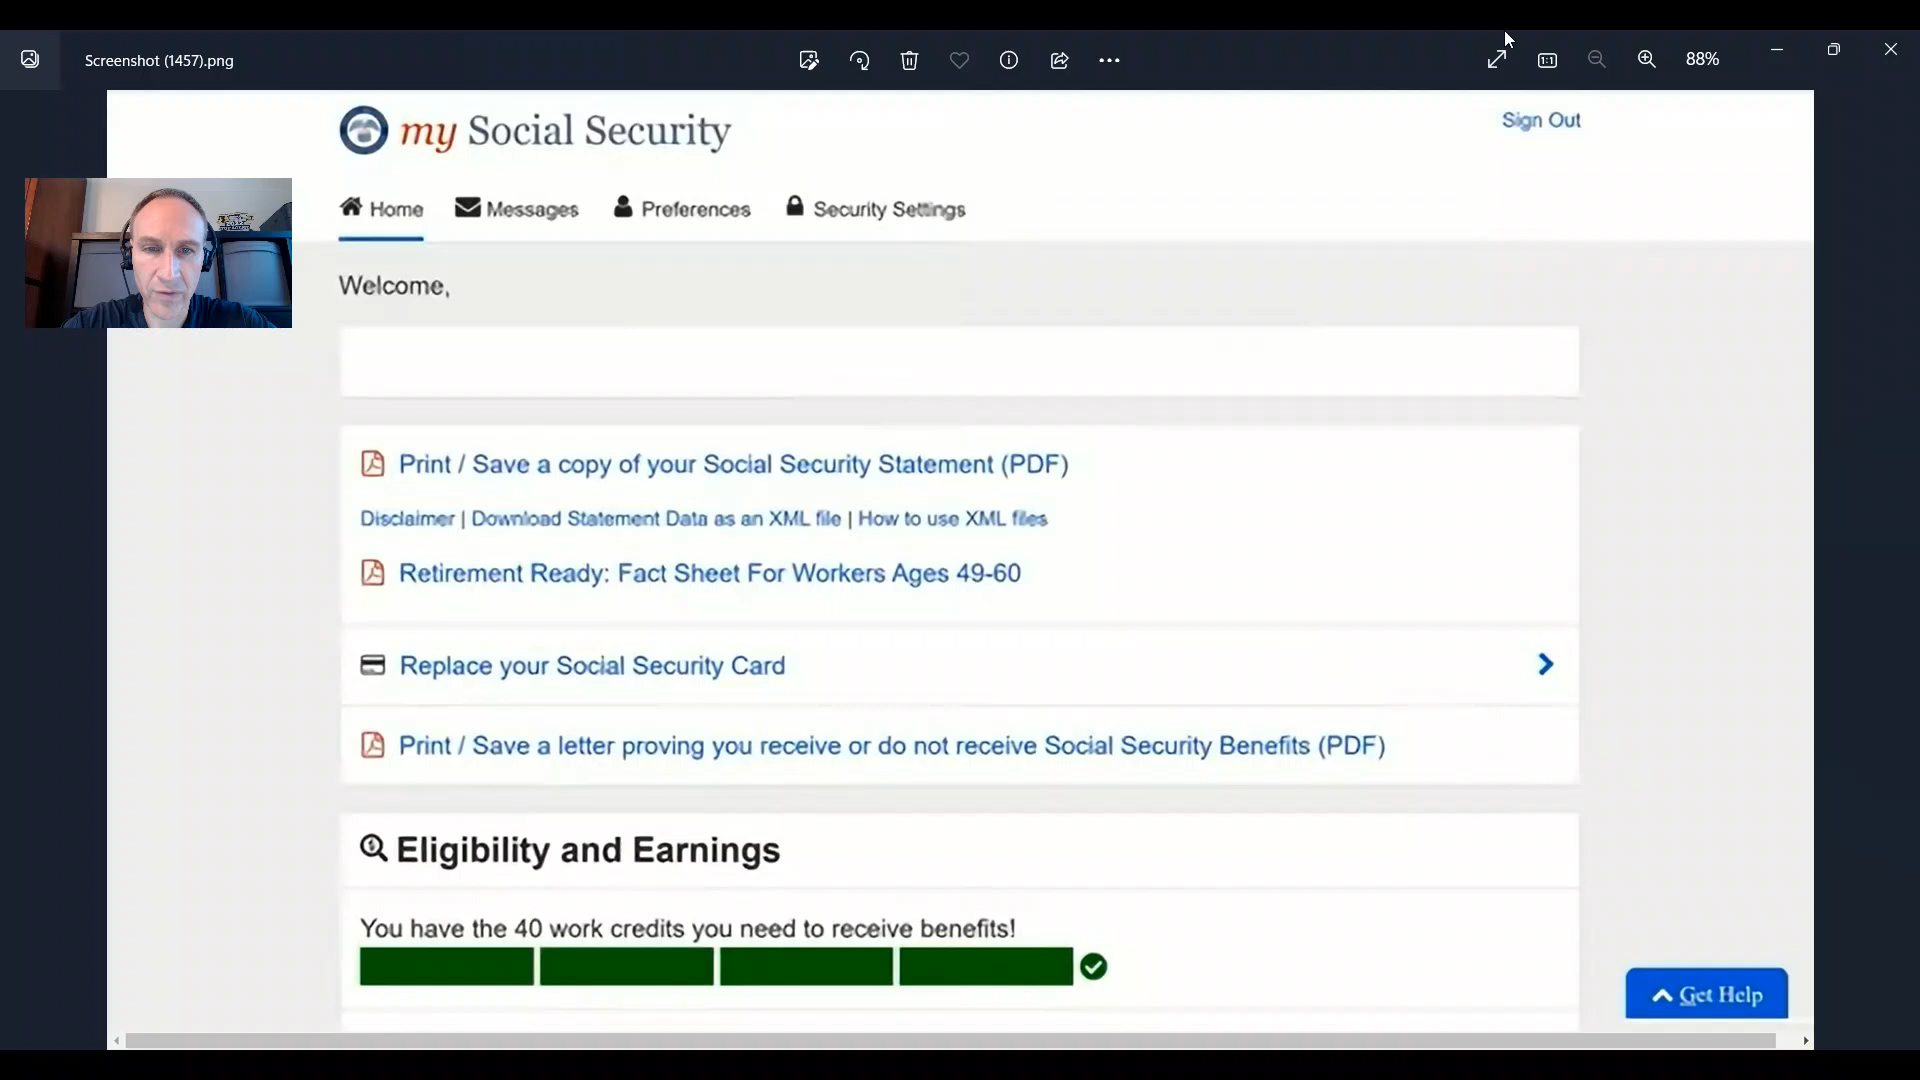 Screenshot (1457).png
88%
my Social Security
Sign Out
Home
Messages
Preferences
Security Settings
Welcome,
Print / Save a copy of your Social Security Statement (PDF)
Disclaimer | Download Statement Data as an XML file | How to use XML files
Retirement Ready: Fact Sheet For Workers Ages 49-60
Replace your Social Security Card
Print / Save a letter proving you receive or do not receive Social Security Benefits (PDF)
Eligibility and Earnings
You have the 40 work credits you need to receive benefits!
Get Help